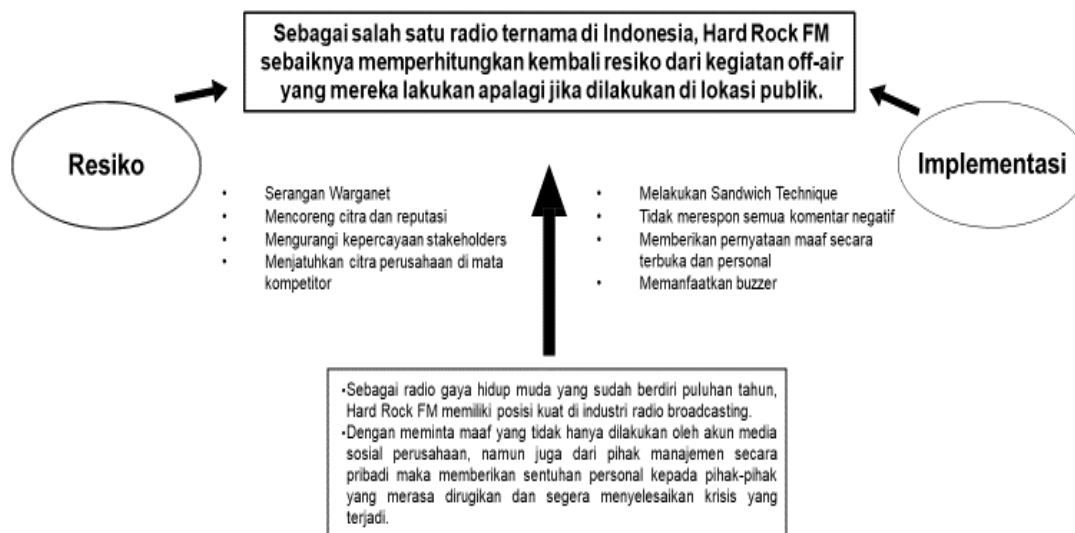 Sebagai salah satu radio ternama di Indonesia, Hard Rock FM
sebaiknya memperhitungkan kembali resiko dari kegiatan off-air
yang mereka lakukan apalagi jika dilakukan di lokasi publik.
Resiko
Implementasi
• Serangan Warganet
• Mencoreng citra dan reputasi
• Mengurangi kepercayaan stakeholders
• Menjatuhkan citra perusahaan di mata
kompetitor
• Melakukan Sandwich Technique
• Tidak merespon semua komentar negatif
• Memberikan pernyataan maaf secara
terbuka dan personal
• Memanfaatkan buzzer
•Sebagai radio gaya hidup muda yang sudah berdiri puluhan tahun,
Hard Rock FM memiliki posisi kuat di industri radio broadcasting.
•Dengan meminta maaf yang tidak hanya dilakukan oleh akun media
sosial perusahaan, namun juga dari pihak manajemen secara
pribadi maka memberikan sentuhan personal kepada pihak-pihak
yang merasa dirugikan dan segera menyelesaikan krisis yang
terjadi.